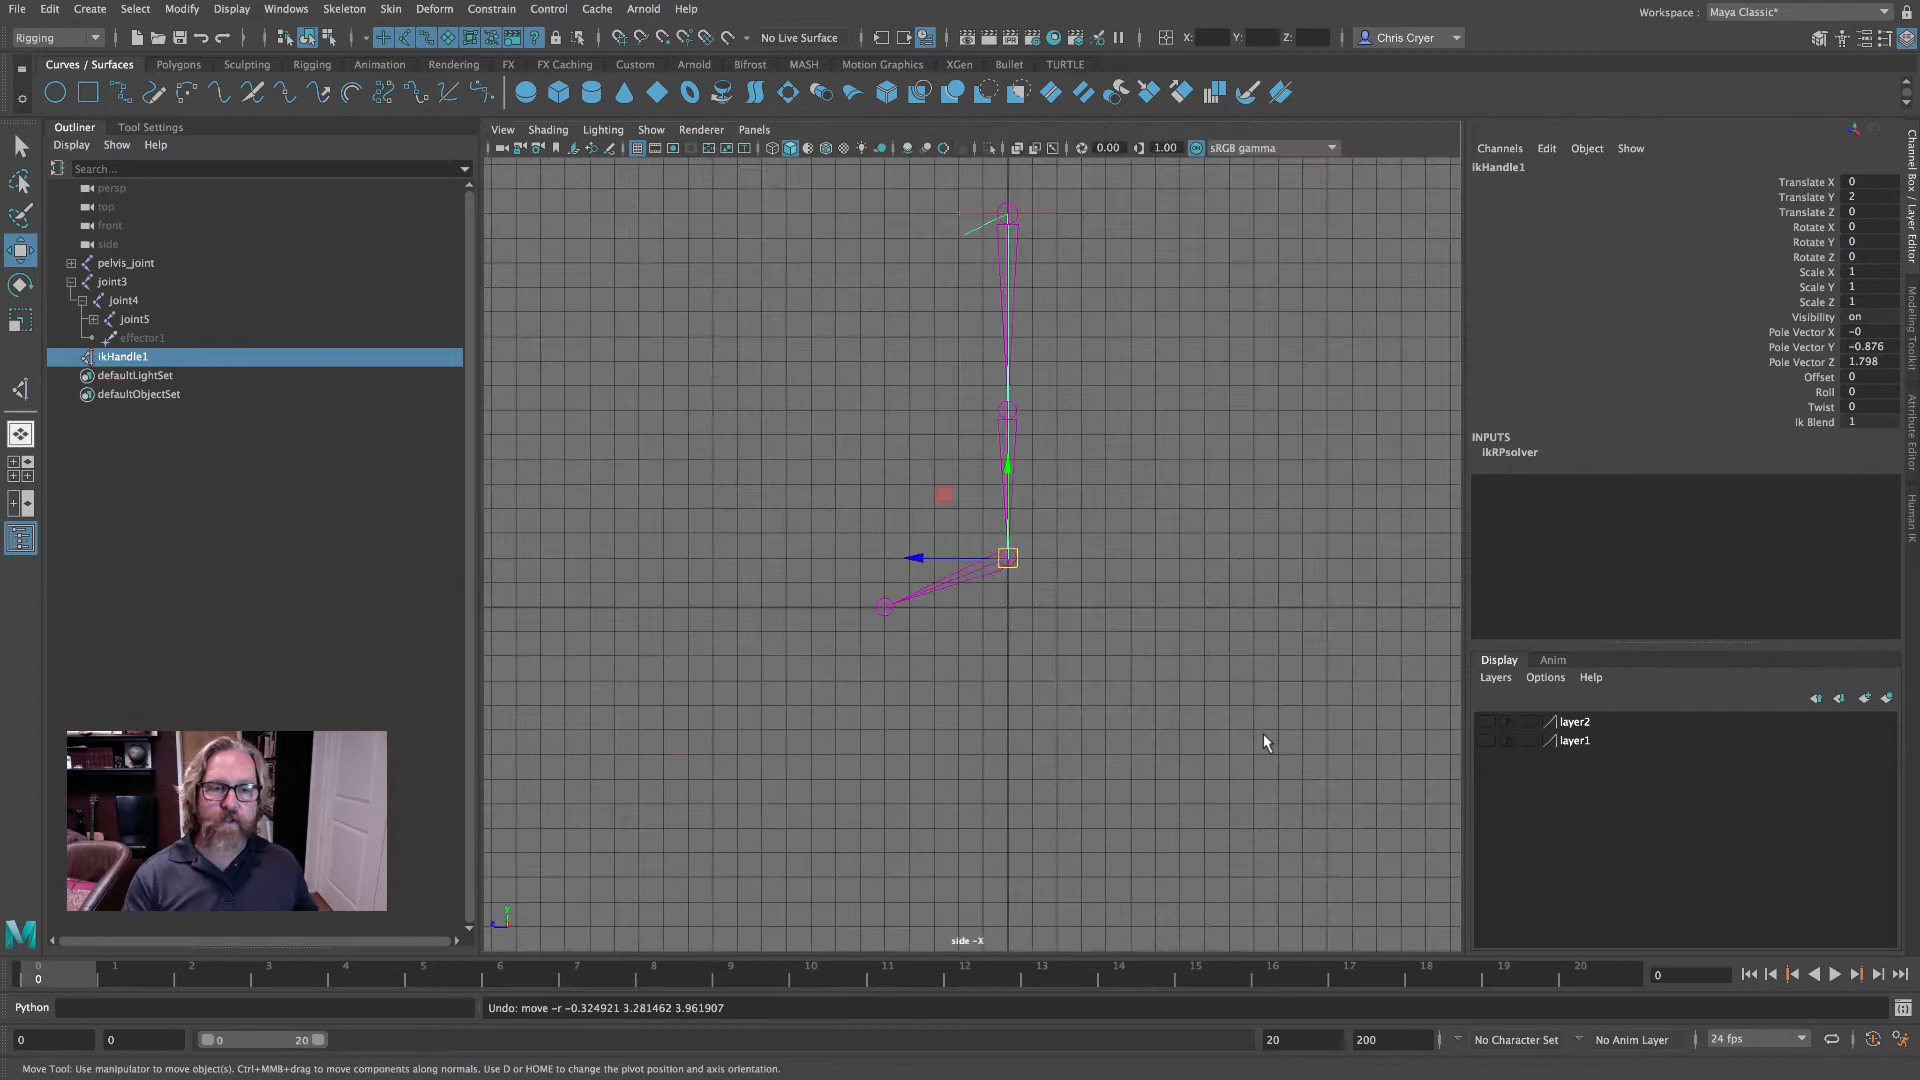 File Edit Create Select Modify Display Windows Skeleton Skin Deform Constrain Control Cache Arnold Help
Workspace : Maya Classic*
Rigging
No Live Surface
X: Y: Z:
Chris Cryer
Curves / Surfaces Polygons Sculpting Rigging Animation Rendering FX FX Caching Custom Arnold Bifrost MASH Motion Graphics XGen Bullet TURTLE
Outliner Tool Settings
Display Show Help
Search...
persp
top
front
side
pelvis_joint
joint3
joint4
joint5
effector1
ikHandle1
defaultLightSet
defaultObjectSet
View Shading Lighting Show Renderer Panels
0.00 1.00 sRGB gamma
y
z
side -X
Channels Edit Object Show
ikHandle1
Translate X 0
Translate Y 2
Translate Z 0
Rotate X 0
Rotate Y 0
Rotate Z 0
Scale X 1
Scale Y 1
Scale Z 1
Visibility on
Pole Vector X -0
Pole Vector Y -0.876
Pole Vector Z 1.798
Offset 0
Roll 0
Twist 0
Ik Blend 1
INPUTS
ikRPsolver
Display Anim
Layers Options Help
P layer2
P layer1
Channel Box / Layer Editor
Modeling Toolkit
Attribute Editor
Human IK
0 1 2 3 4 5 6 7 8 9 10 11 12 13 14 15 16 17 18 19 20
0
0
Python
Undo: move -r -0.324921 3.281462 3.961907
0 0 0 20 20 200 No Character Set No Anim Layer 24 fps
Move Tool: Use manipulator to move object(s). Ctrl+MMB+drag to move components along normals. Use D or HOME to change the pivot position and axis orientation.